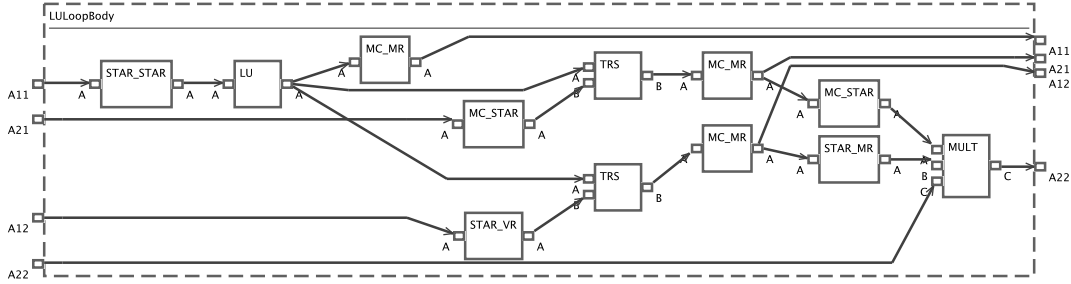 LULoopBody
MC_MR
A A
A11
STAR_STAR LU TRS MC_MR
A21
A12
A11 A A A A A B A A
B
MC_STAR MC_STAR
A21 A A A A
MC_MR STAR_MR MULT
A A A A A
B
C C A22
TRS
A B
B
A12 STAR_VR
A A
A22